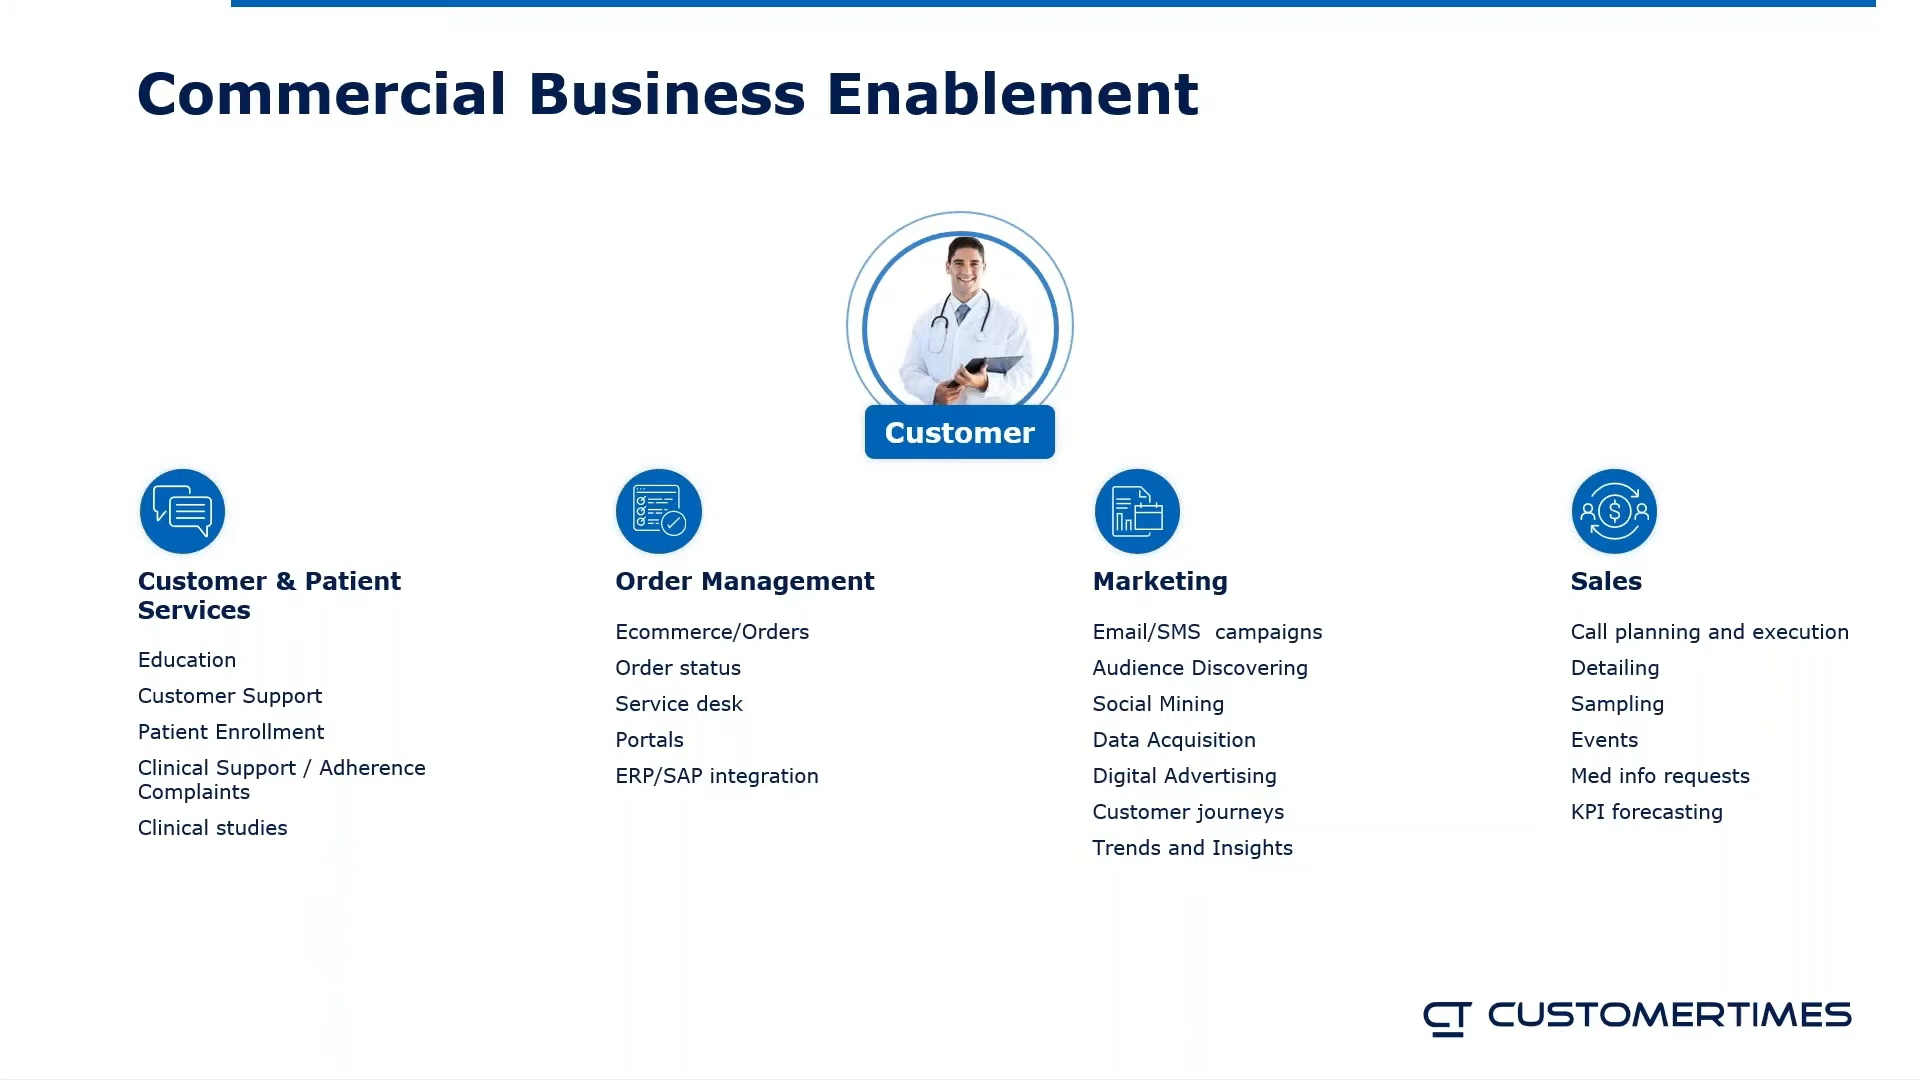 Commercial Business Enablement
Customer
Customer & Patient
Services
Education
Customer Support
Patient Enrollment
Clinical Support / Adherence
Complaints
Clinical studies
Order Management
Ecommerce/Orders
Order status
Service desk
Portals
ERP/SAP integration
Marketing
Email/SMS  campaigns
Audience Discovering
Social Mining
Data Acquisition
Digital Advertising
Customer journeys
Trends and Insights
Sales
Call planning and execution
Detailing
Sampling
Events
Med info requests
KPI forecasting
CT CUSTOMERTIMES